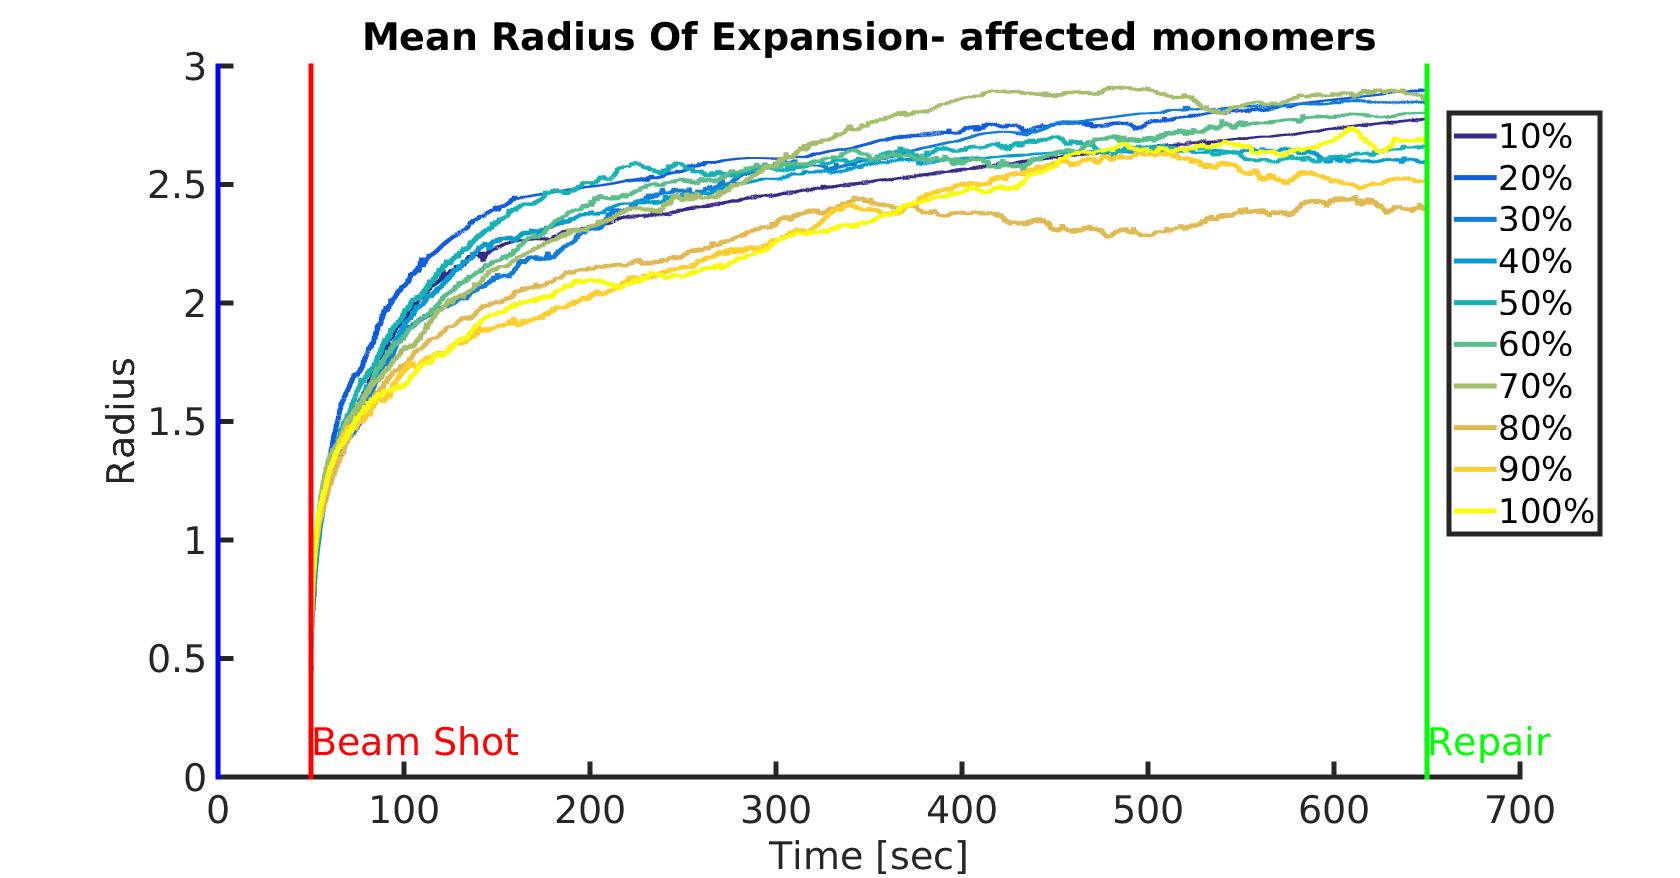 Mean Radius Of Expansion- affected monomers
3
2.5
2
1.5
1
0.5
0
Radius
Beam Shot
Repair
0 100 200 300 400 500 600 700
Time [sec]
10%
20%
30%
40%
50%
60%
70%
80%
90%
100%